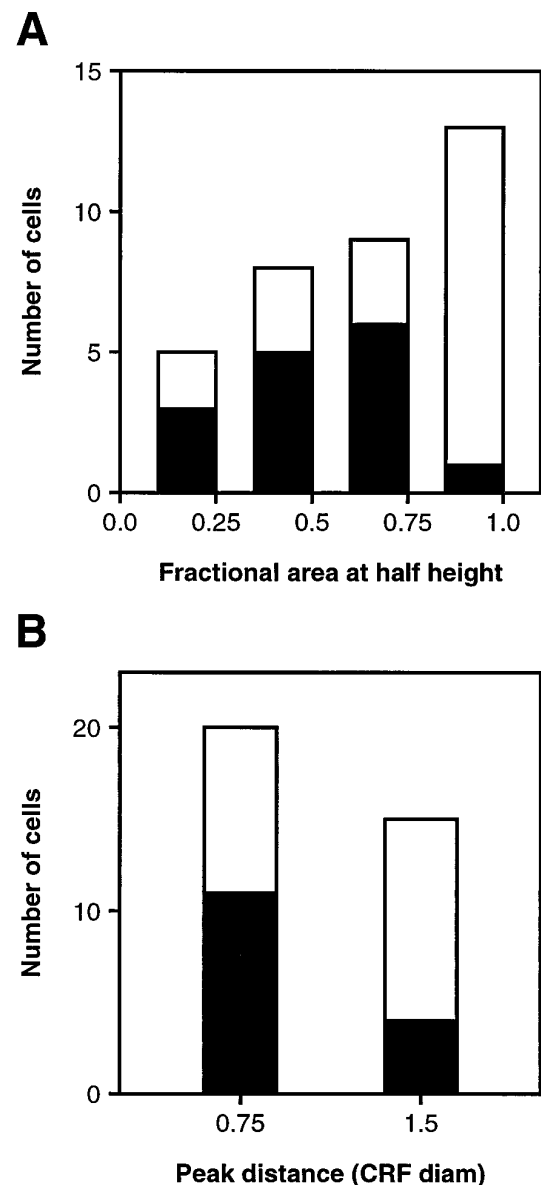 A
15
10
5
0
Number of cells
0.0 0.25 0.5 0.75 1.0
Fractional area at half height
B
20
10
0
Number of cells
0.75 1.5
Peak distance (CRF diam)